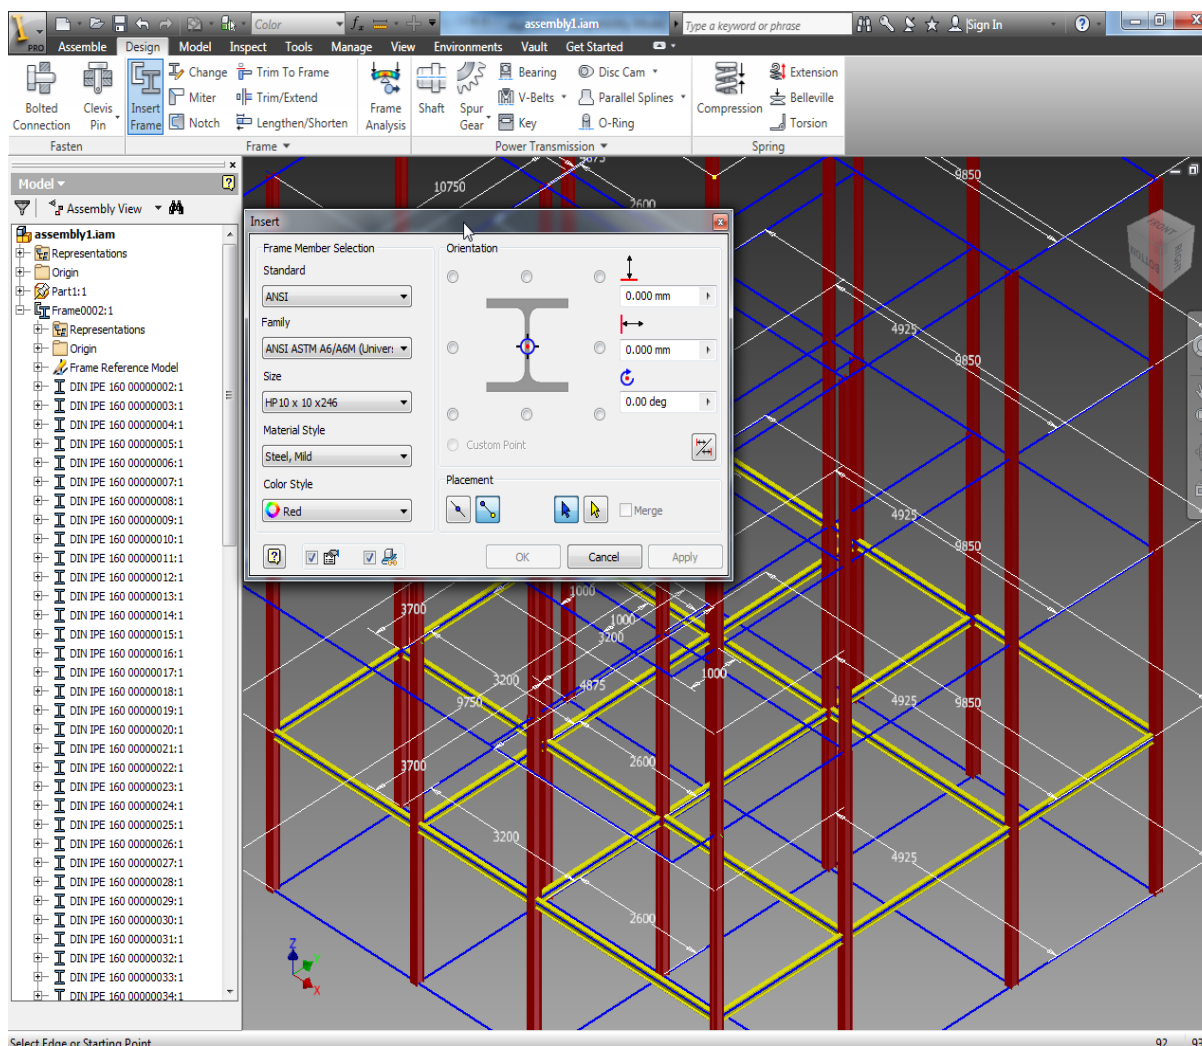 Color
assembly1.iam
Type a keyword or phrase
Sign In
PRO
Assemble Design Model Inspect Tools Manage View Environments Vault Get Started
Bolted Connection
Clevis Pin
Insert Frame
Change
Miter
Notch
Trim To Frame
Trim/Extend
Lengthen/Shorten
Frame Analysis
Shaft
Spur Gear
Bearing
V-Belts
Key
Disc Cam
Parallel Splines
O-Ring
Compression
Extension
Belleville
Torsion
Fasten
Frame
Power Transmission
Spring
Model
Assembly View
assembly1.iam
Representations
Origin
Part1:1
Frame0002:1
Representations
Origin
Frame Reference Model
DIN IPE 160 00000002:1
DIN IPE 160 00000003:1
DIN IPE 160 00000004:1
DIN IPE 160 00000005:1
DIN IPE 160 00000006:1
DIN IPE 160 00000007:1
DIN IPE 160 00000008:1
DIN IPE 160 00000009:1
DIN IPE 160 00000010:1
DIN IPE 160 00000011:1
DIN IPE 160 00000012:1
DIN IPE 160 00000013:1
DIN IPE 160 00000014:1
DIN IPE 160 00000015:1
DIN IPE 160 00000016:1
DIN IPE 160 00000017:1
DIN IPE 160 00000018:1
DIN IPE 160 00000019:1
DIN IPE 160 00000020:1
DIN IPE 160 00000021:1
DIN IPE 160 00000022:1
DIN IPE 160 00000023:1
DIN IPE 160 00000024:1
DIN IPE 160 00000025:1
DIN IPE 160 00000026:1
DIN IPE 160 00000027:1
DIN IPE 160 00000028:1
DIN IPE 160 00000029:1
DIN IPE 160 00000030:1
DIN IPE 160 00000031:1
DIN IPE 160 00000032:1
DIN IPE 160 00000033:1
DIN IPE 160 00000034:1
Insert
Frame Member Selection
Standard
ANSI
Family
ANSI ASTM A6/A6M (Univer:
Size
HP10 x 10 x246
Material Style
Steel, Mild
Color Style
Red
Orientation
0.000 mm
0.000 mm
0.00 deg
Custom Point
Placement
Merge
OK
Cancel
Apply
4875
10750
2600
9850
FRONT
RIGHT
BOTTOM
4925
9850
4925
9850
1000
3700
1000
3200
1000
3200
4875
9750
4925
9850
2600
3700
3200
4925
2600
Z
Y
X
Select Edge or Starting Point
92